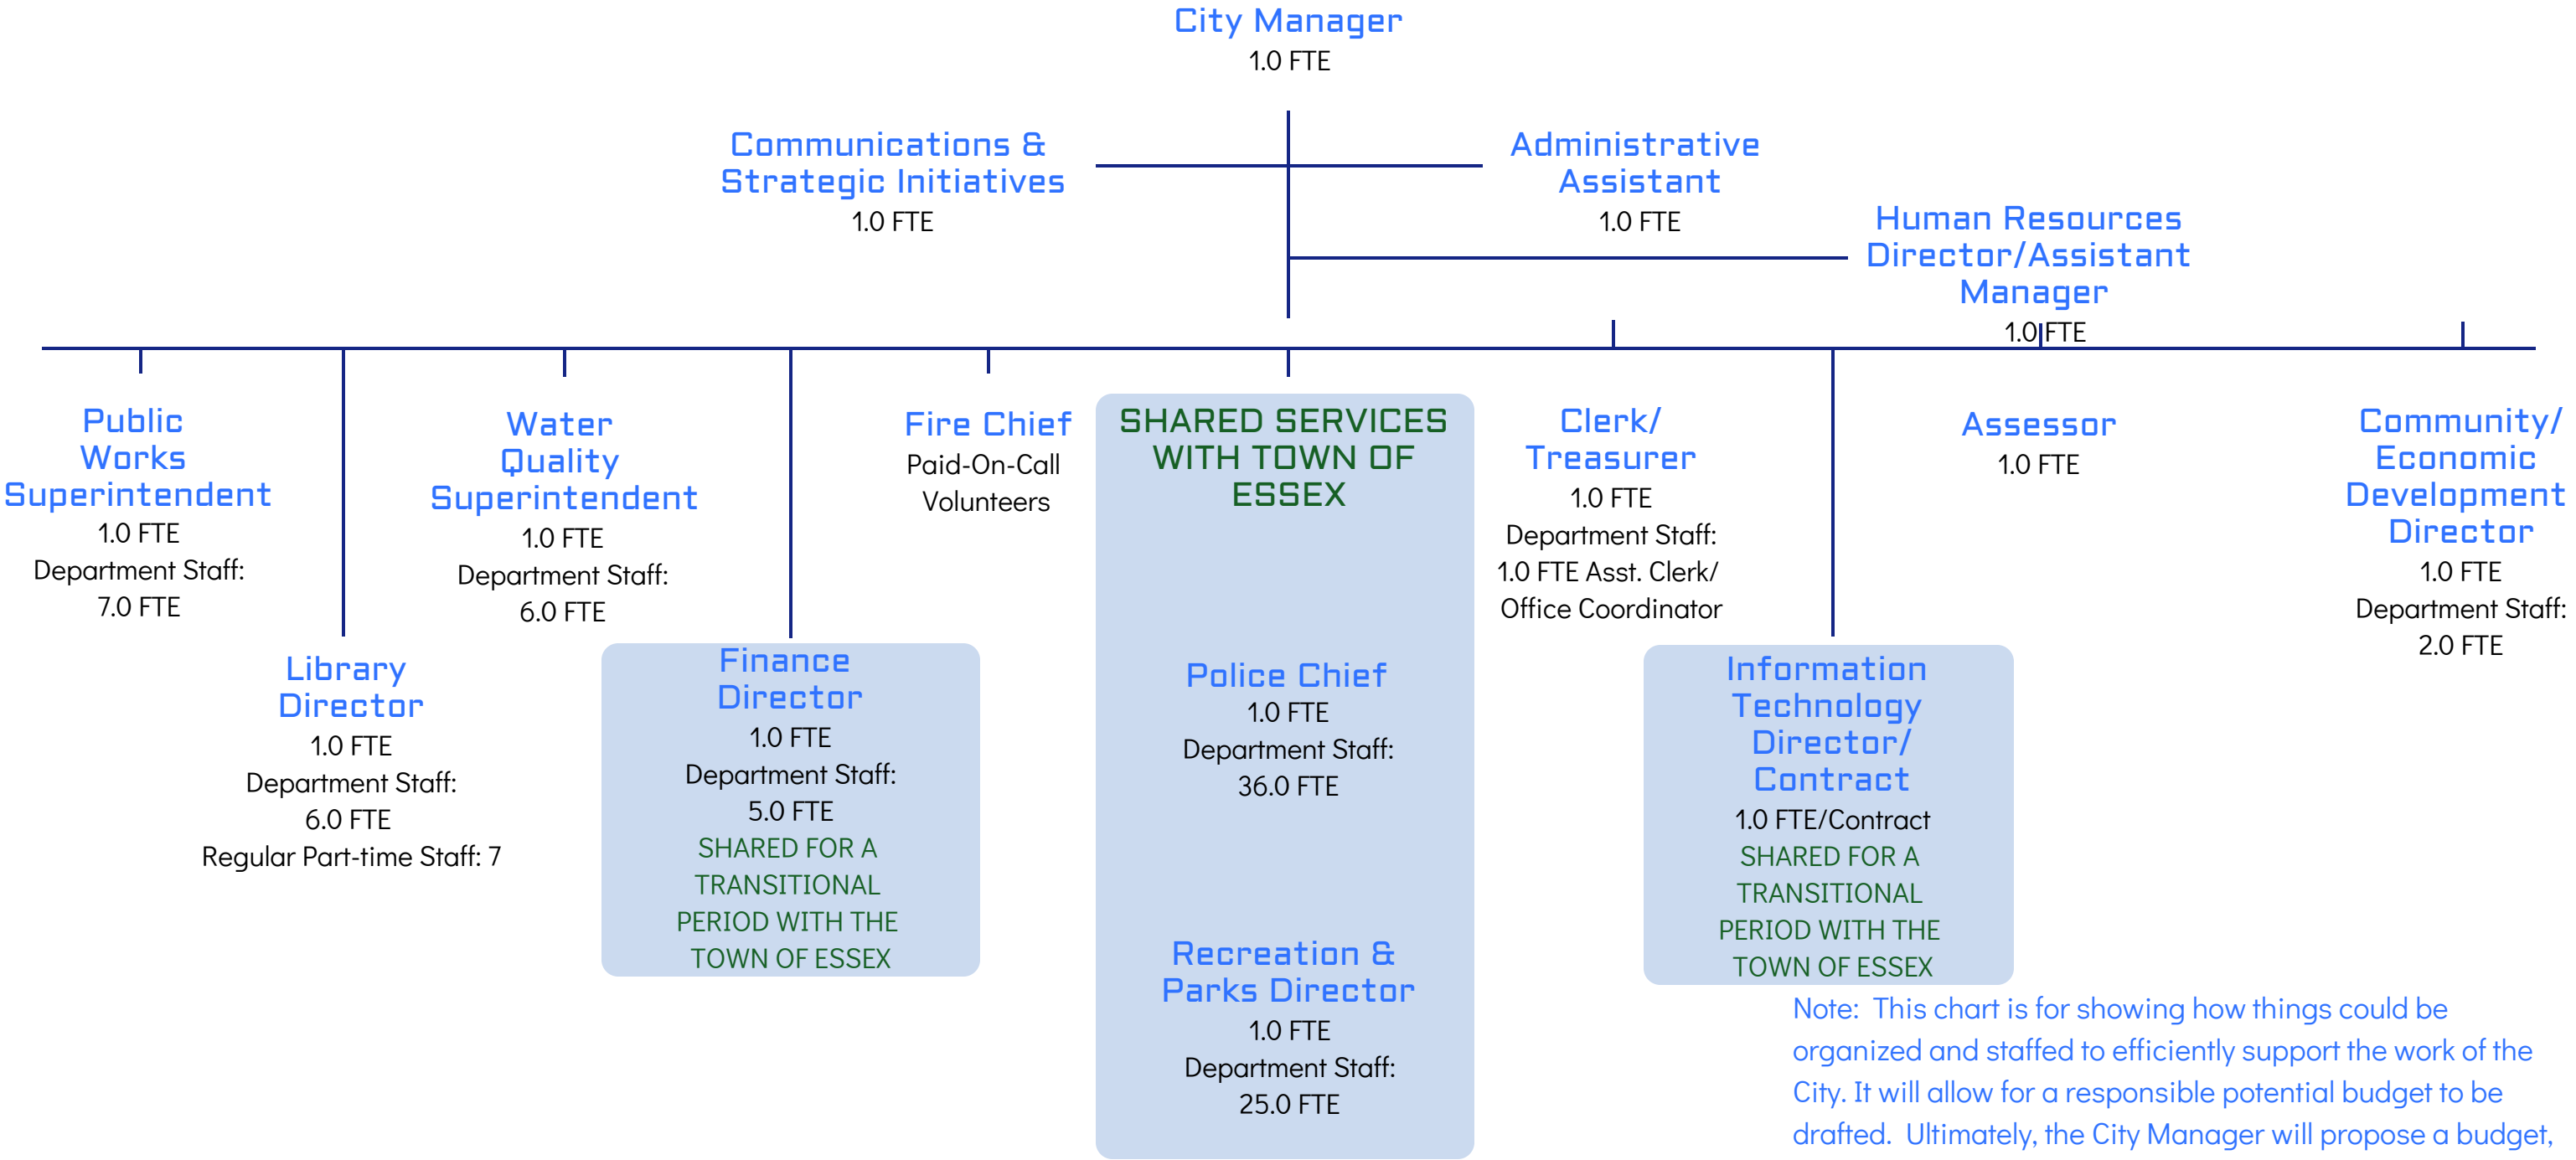 City Manager
1.0 FTE
Communications &
Strategic Initiatives
1.0 FTE
Administrative
Assistant
1.0 FTE
Human Resources
Director/Assistant
Manager
1.0 FTE
Public
Works
Superintendent
1.0 FTE
Department Staff:
7.0 FTE
Library
Director
1.0 FTE
Department Staff:
6.0 FTE
Regular Part-time Staff: 7
Water
Quality
Superintendent
1.0 FTE
Department Staff:
6.0 FTE
Finance
Director
1.0 FTE
Department Staff:
5.0 FTE
SHARED FOR A
TRANSITIONAL
PERIOD WITH THE
TOWN OF ESSEX
Fire Chief
Paid-On-Call
Volunteers
SHARED SERVICES
WITH TOWN OF
ESSEX
Police Chief
1.0 FTE
Department Staff:
36.0 FTE
Recreation &
Parks Director
1.0 FTE
Department Staff:
25.0 FTE
Clerk/
Treasurer
1.0 FTE
Department Staff:
1.0 FTE Asst. Clerk/
Office Coordinator
Information
Technology
Director/
Contract
1.0 FTE/Contract
SHARED FOR A
TRANSITIONAL
PERIOD WITH THE
TOWN OF ESSEX
Assessor
1.0 FTE
Community/
Economic
Development
Director
1.0 FTE
Department Staff:
2.0 FTE
Note: This chart is for showing how things could be
organized and staffed to efficiently support the work of the
City. It will allow for a responsible potential budget to be
drafted. Ultimately, the City Manager will propose a budget,